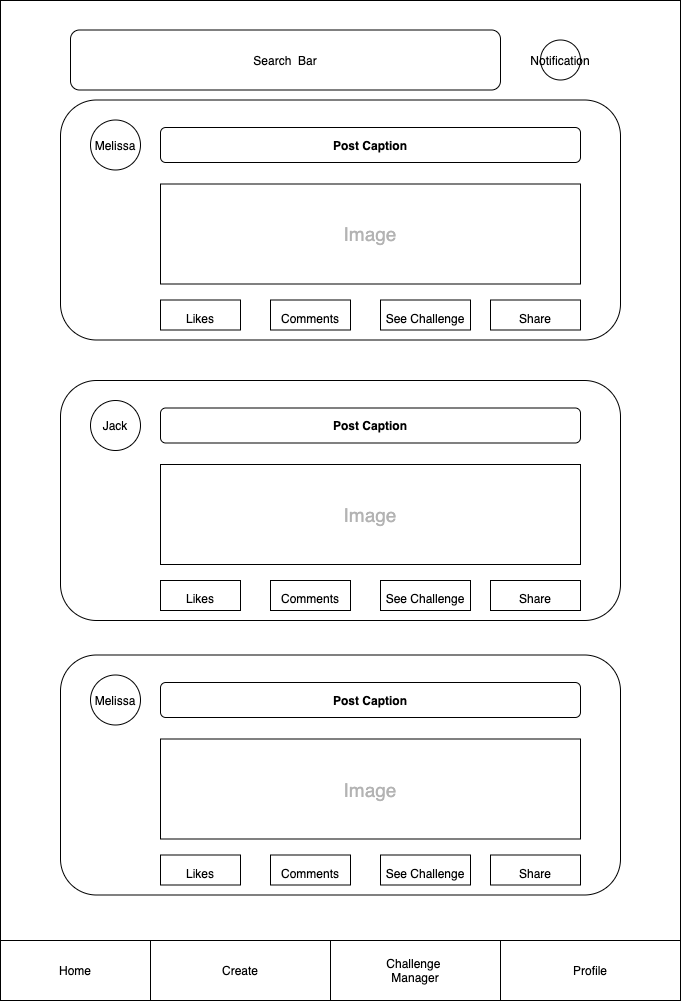 Search  Bar
Notification
Melissa
Post Caption
Image
Likes
Comments
See Challenge
Share
Jack
Post Caption
Image
Likes
Comments
See Challenge
Share
Melissa
Post Caption
Image
Likes
Comments
See Challenge
Share
Home
Create
Challenge
Manager
Profile